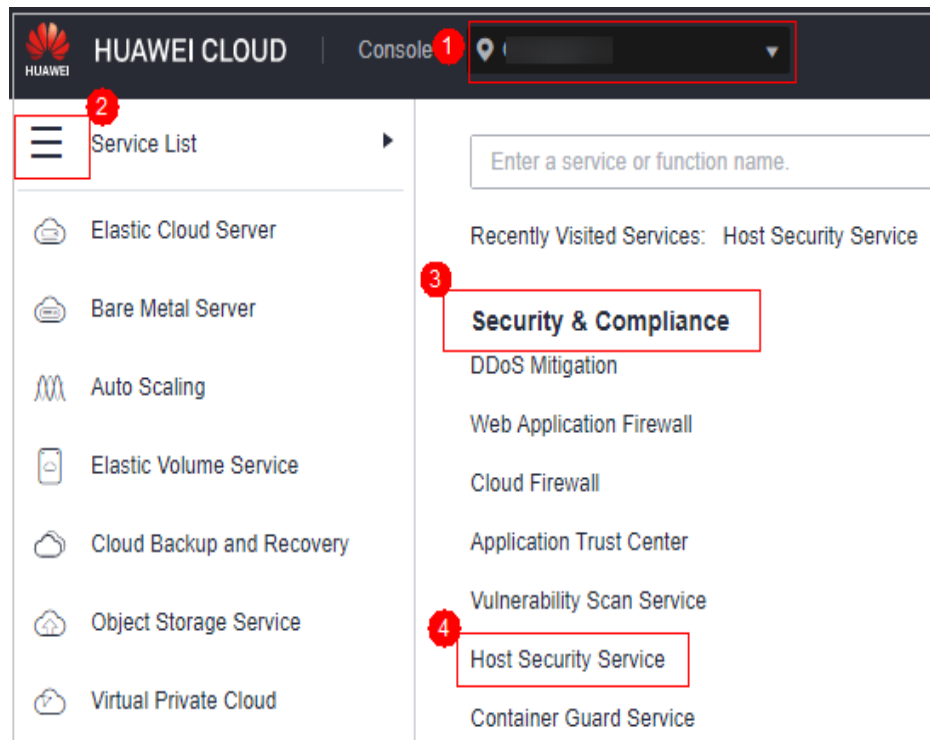 HUAWEI
HUAWEI CLOUD
Console
1
2
Service List
Elastic Cloud Server
Bare Metal Server
Auto Scaling
Elastic Volume Service
Cloud Backup and Recovery
Object Storage Service
Virtual Private Cloud
Enter a service or function name.
Recently Visited Services: Host Security Service
3
Security & Compliance
DDoS Mitigation
Web Application Firewall
Cloud Firewall
Application Trust Center
Vulnerability Scan Service
4
Host Security Service
Container Guard Service